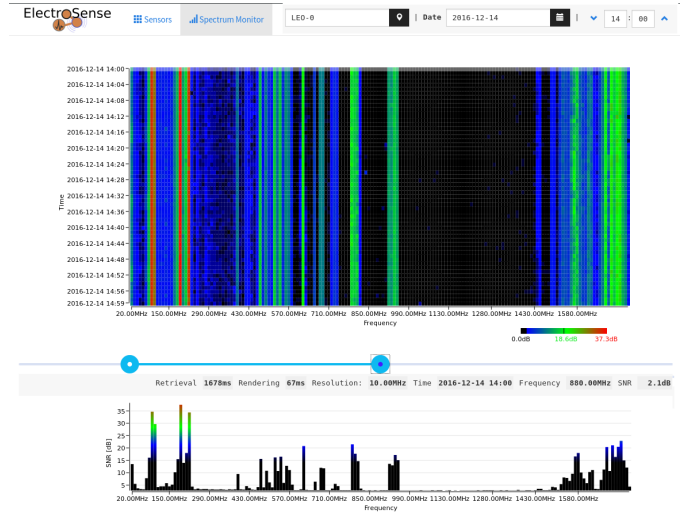 ElectroSense
Sensors
Spectrum Monitor
LEO-0
| Date
2016-12-14
|
14 : 00
2016-12-14 14:00
2016-12-14 14:04
2016-12-14 14:08
2016-12-14 14:12
2016-12-14 14:16
2016-12-14 14:20
2016-12-14 14:24
2016-12-14 14:28
2016-12-14 14:32
2016-12-14 14:36
2016-12-14 14:40
2016-12-14 14:44
2016-12-14 14:48
2016-12-14 14:52
2016-12-14 14:56
2016-12-14 14:59
Time
20.00MHz 150.00MHz 290.00MHz 430.00MHz 570.00MHz 710.00MHz 850.00MHz 990.00MHz 1130.00MHz 1280.00MHz 1430.00MHz 1580.00MHz
Frequency
0.0dB 18.6dB 37.3dB
Retrieval 1678ms Rendering 67ms Resolution: 10.00MHz Time 2016-12-14 14:00 Frequency 880.00MHz SNR 2.1dB
35
30
25
20
15
10
5
SNR [dB]
20.00MHz 150.00MHz 290.00MHz 430.00MHz 570.00MHz 710.00MHz 850.00MHz 990.00MHz 1130.00MHz 1280.00MHz 1430.00MHz 1580.00MHz
Frequency